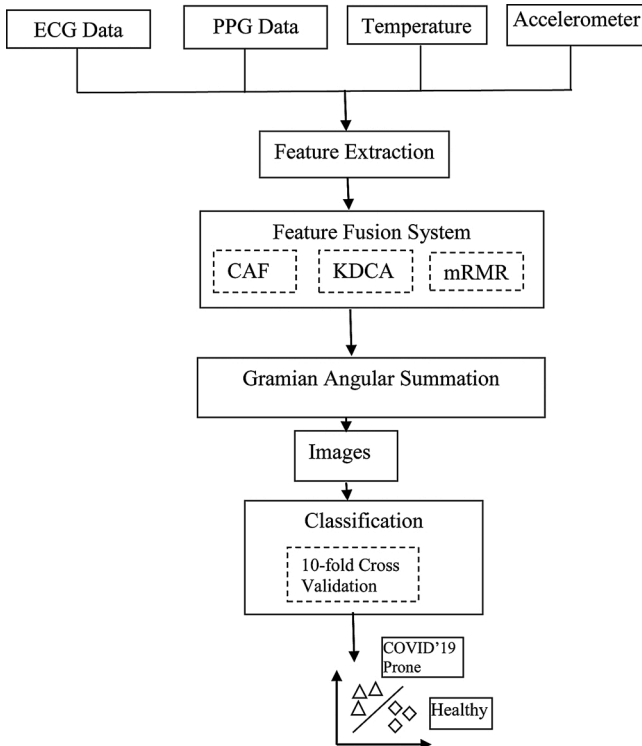 ECG Data
PPG Data
Temperature
Accelerometer
Feature Extraction
Feature Fusion System
CAF
KDCA
mRMR
Gramian Angular Summation
Images
Classification
10-fold Cross
Validation
COVID'19
Prone
Healthy